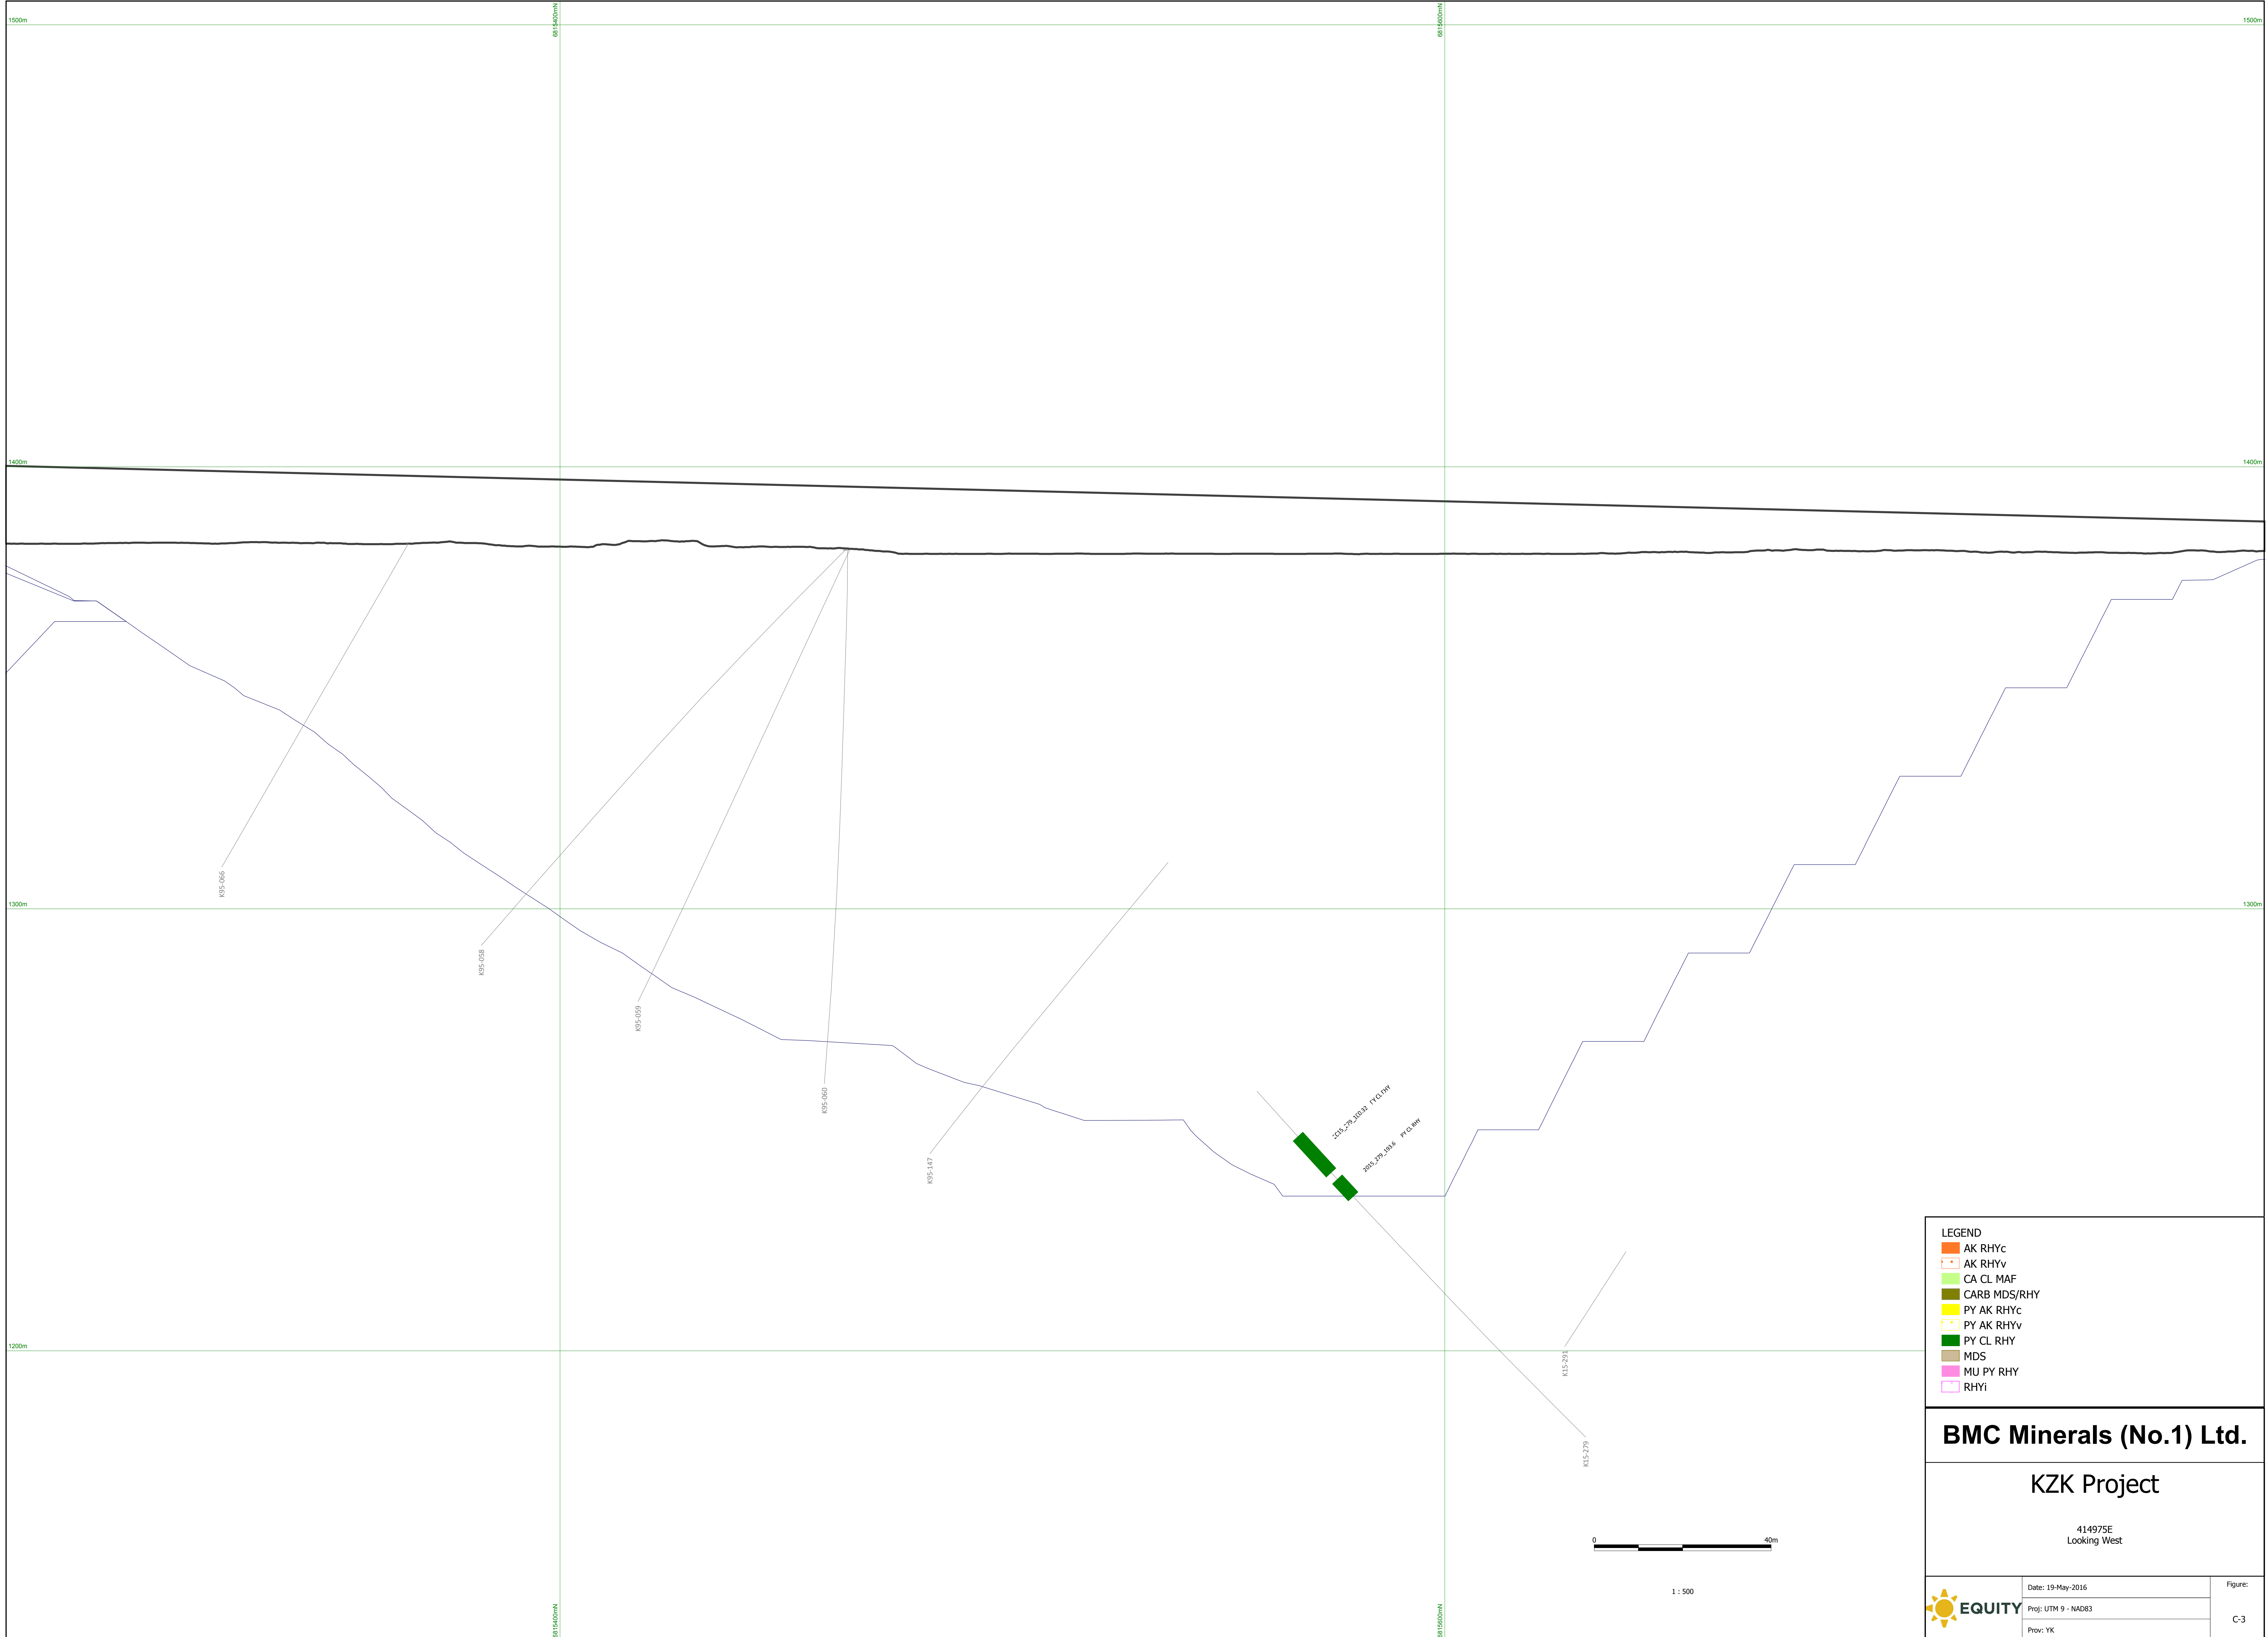 6815400mN
6815600mN
1500m
1500m
1400m
1400m
K95-066
1300m
1300m
K95-058
K95-059
K95-060
K95-147
PY CL RHY
2015_279_193.6 PY CL RHY
1200m
K15-291
K15-279
LEGEND
AK RHYc
AK RHYv
CA CL MAF
CARB MDS/RHY
PY AK RHYc
PY AK RHYv
PY CL RHY
MDS
MU PY RHY
RHYi
BMC Minerals (No.1) Ltd.
KZK Project
414975E
Looking West
0 40m
1 : 500
EQUITY
Date: 19-May-2016
Proj: UTM 9 - NAD83
Prov: YK
Figure:
C-3
6815400mN
6815600mN